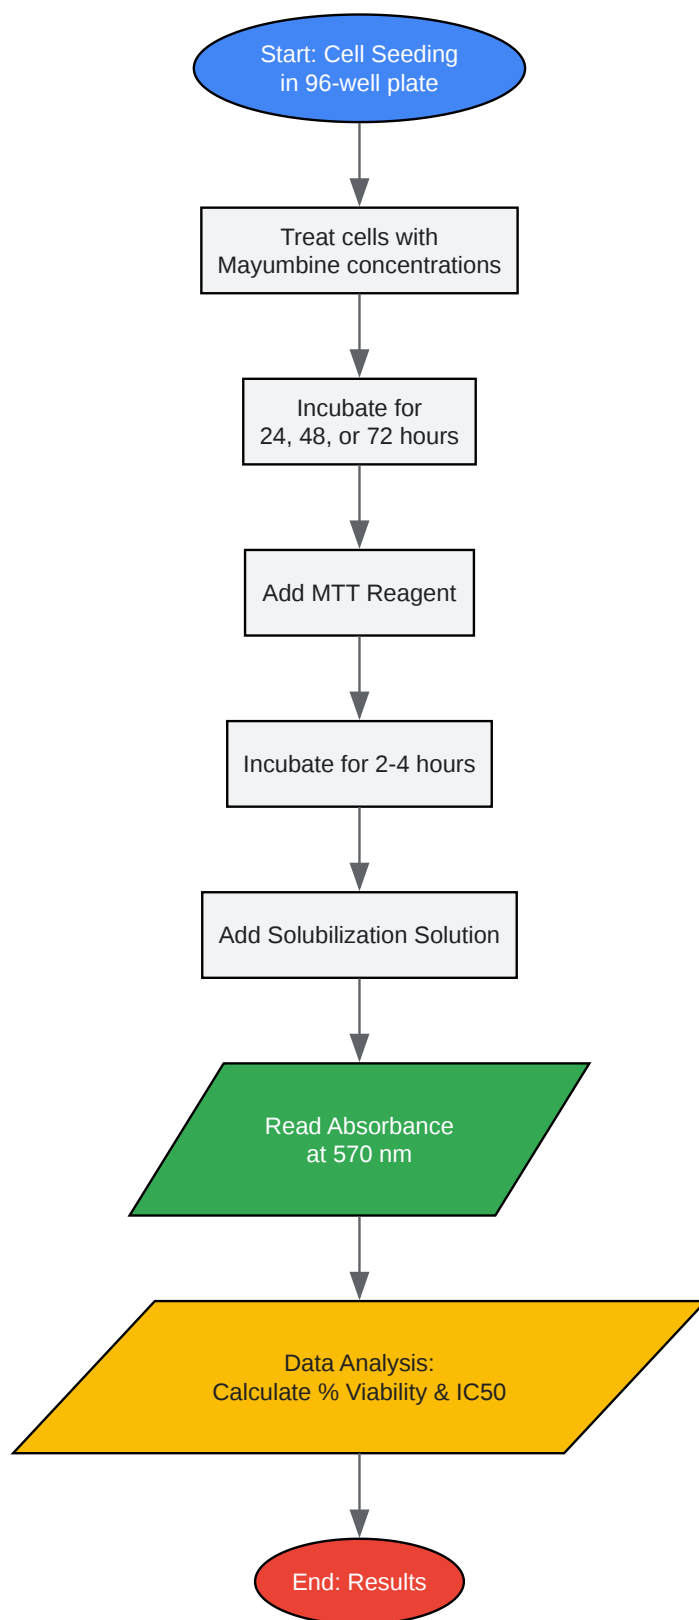 Start: Cell Seeding
in 96-well plate
Treat cells with
Mayumbine concentrations
Incubate for
24, 48, or 72 hours
Add MTT Reagent
Incubate for 2-4 hours
Add Solubilization Solution
Read Absorbance
at 570 nm
Data Analysis:
Calculate % Viability & IC50
End: Results